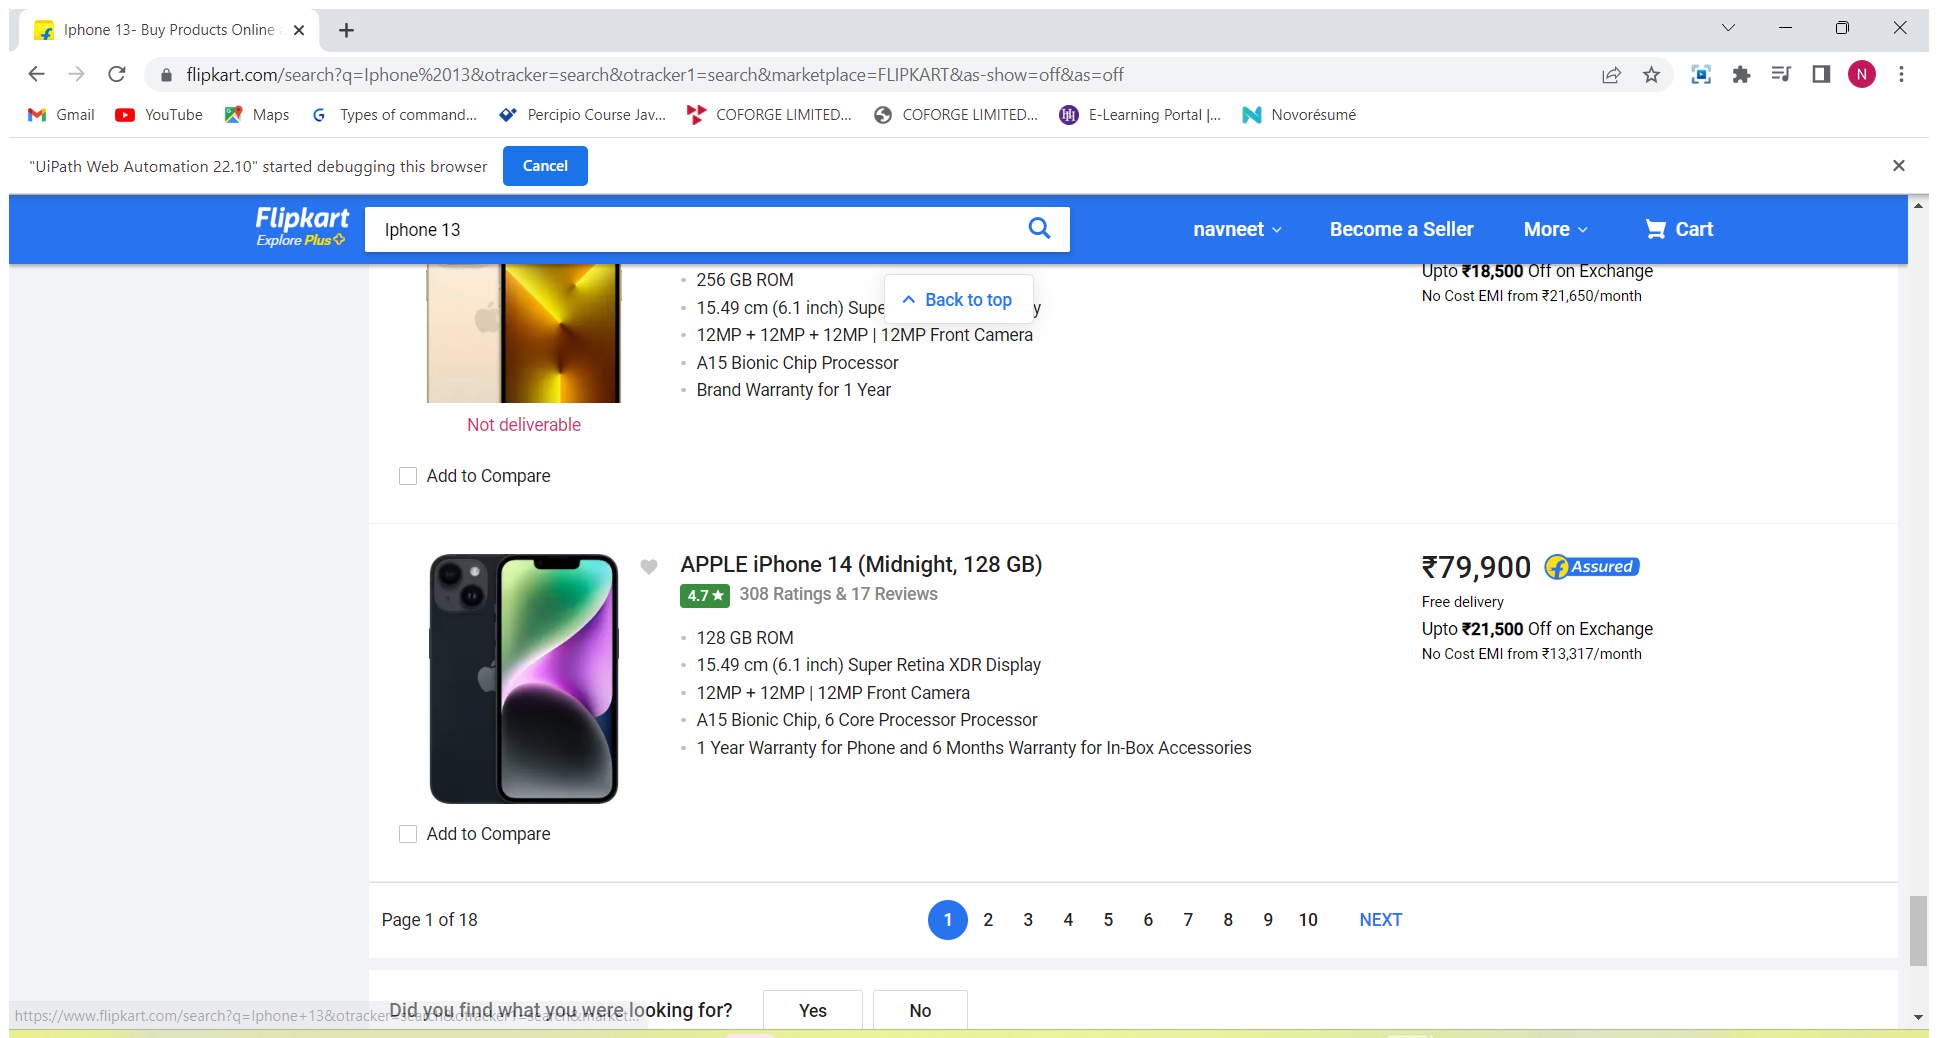 Iphone 13- Buy Products Online
flipkart.com/search?q=Iphone%2013&otracker=search&otracker1=search&marketplace=FLIPKART&as-show=off&as=off
N
Gmail YouTube Maps Types of command... Percipio Course Jav... COFORGE LIMITED... COFORGE LIMITED... E-Learning Portal |... Novorésumé
"UiPath Web Automation 22.10" started debugging this browser Cancel
Flipkart
Explore Plus
Iphone 13
navneet Become a Seller More Cart
256 GB ROM
Back to top
15.49 cm (6.1 inch) Supe y
12MP + 12MP + 12MP | 12MP Front Camera
A15 Bionic Chip Processor
Brand Warranty for 1 Year
Upto ₹18,500 Off on Exchange
No Cost EMI from ₹21,650/month
Not deliverable
Add to Compare
APPLE iPhone 14 (Midnight, 128 GB)
4.7★ 308 Ratings & 17 Reviews
128 GB ROM
15.49 cm (6.1 inch) Super Retina XDR Display
12MP + 12MP | 12MP Front Camera
A15 Bionic Chip, 6 Core Processor Processor
1 Year Warranty for Phone and 6 Months Warranty for In-Box Accessories
₹79,900 Assured
Free delivery
Upto ₹21,500 Off on Exchange
No Cost EMI from ₹13,317/month
Add to Compare
Page 1 of 18
1 2 3 4 5 6 7 8 9 10 NEXT
Did you find what you were looking for? Yes No
https://www.flipkart.com/search?q=Iphone+13&otracker=search&otracker1=search&market...